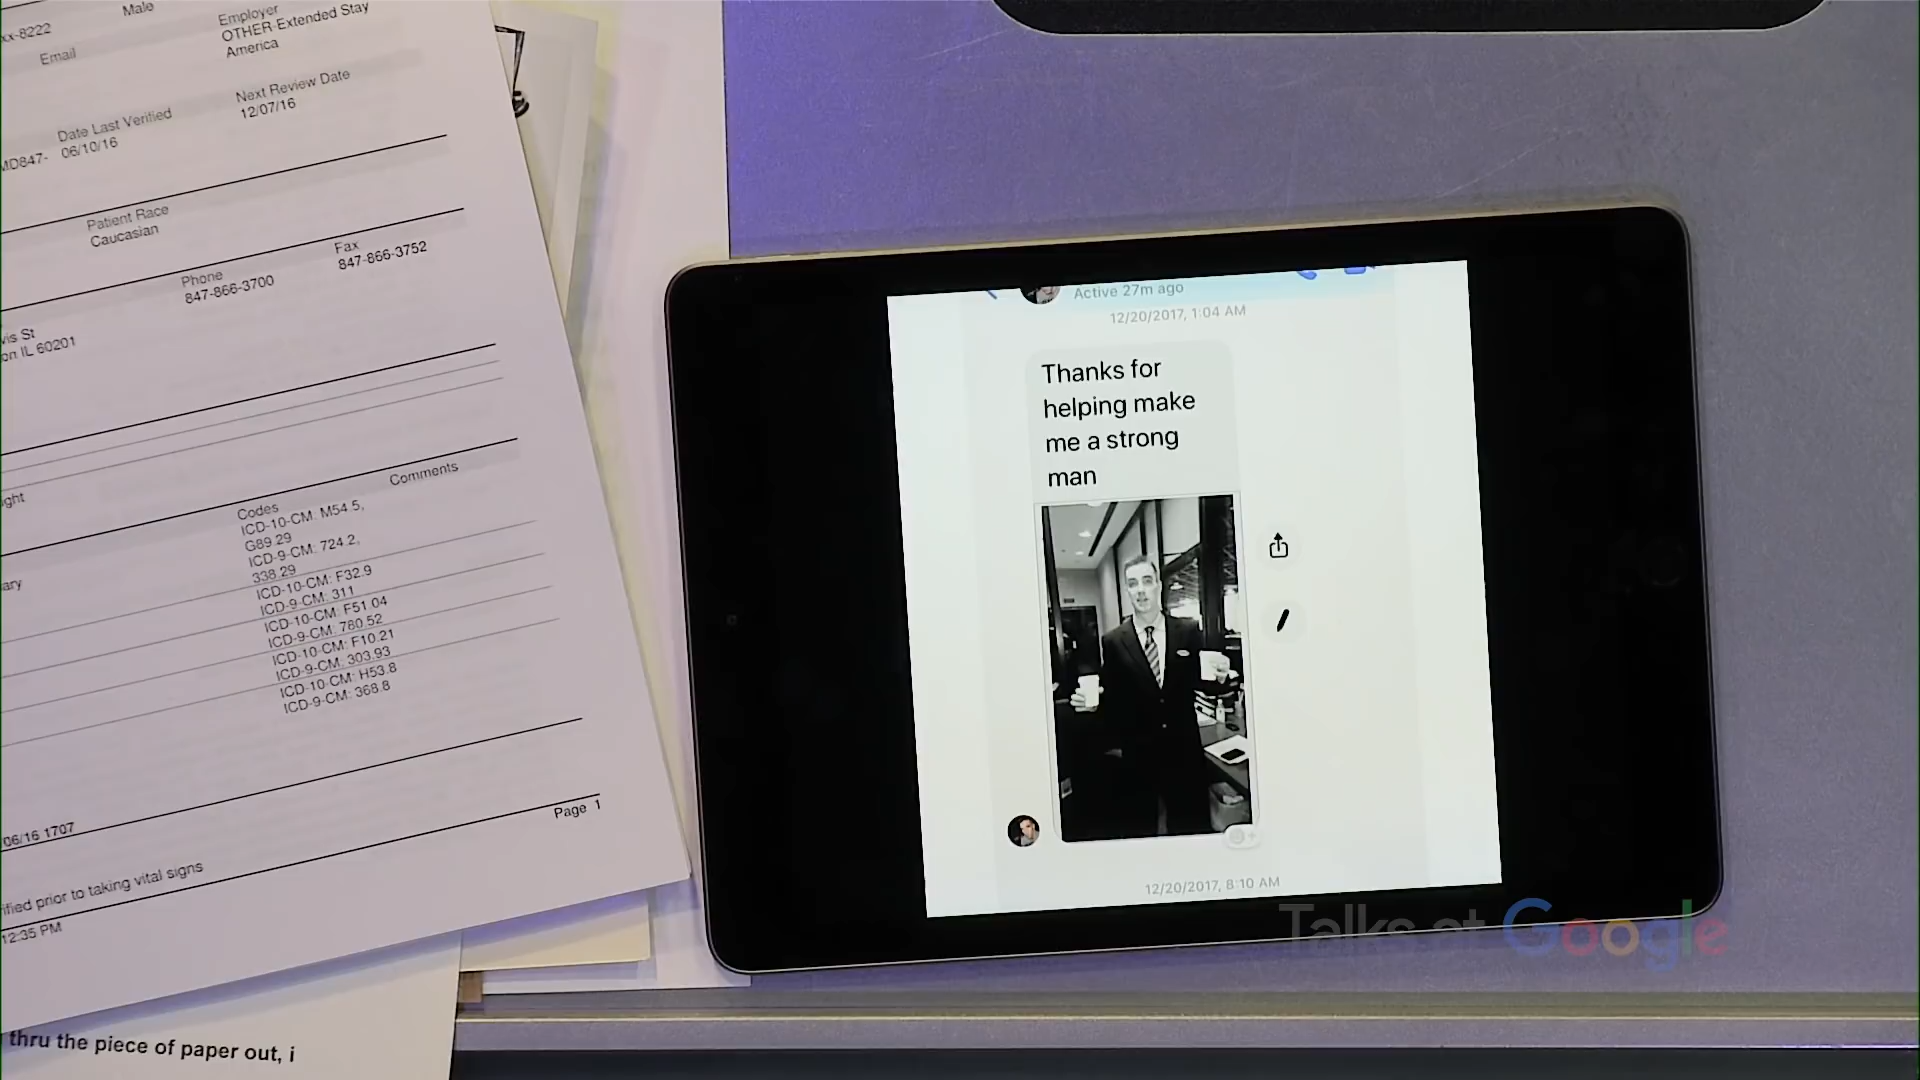 xx-8222
Male
Employer
OTHER-Extended Stay
America
Email
Date Last Verified
06/10/16
Next Review Date
12/07/16
MD847-
Patient Race
Caucasian
Phone
847-866-3700
Fax
847-866-3752
vis St
on IL 60201
ight
Codes
Comments
ICD-10-CM: M54.5,
G89.29
ICD-9-CM: 724.2,
338.29
ary
ICD-10-CM: F32.9
ICD-9-CM: 311
ICD-10-CM: F51.04
ICD-9-CM: 780.52
ICD-10-CM: F10.21
ICD-9-CM: 303.93
ICD-10-CM: H53.8
ICD-9-CM: 368.8
06/16 1707
Page 1
ified prior to taking vital signs
12:35 PM
thru the piece of paper out, i
Active 27m ago
12/20/2017, 1:04 AM
Thanks for
helping make
me a strong
man
12/20/2017, 8:10 AM
Talks at Google